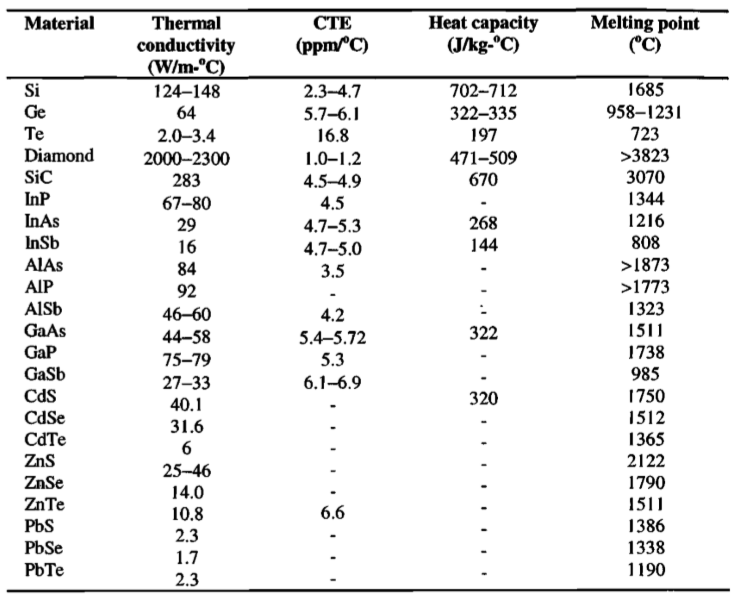 Material Thermal CTE Heat capacity Melting point
conductivity (ppm/ºC) (J/kg-ºC) (ºC)
(W/m-ºC)
Si 124–148 2.3–4.7 702–712 1685
Ge 64 5.7–6.1 322–335 958–1231
Te 2.0–3.4 16.8 197 723
Diamond 2000–2300 1.0–1.2 471–509 >3823
SiC 283 4.5–4.9 670 3070
InP 67–80 4.5 - 1344
InAs 29 4.7–5.3 268 1216
InSb 16 4.7–5.0 144 808
AlAs 84 3.5 - >1873
AlP 92 - - >1773
AlSb 46–60 4.2 - 1323
GaAs 44–58 5.4–5.72 322 1511
GaP 75–79 5.3 - 1738
GaSb 27–33 6.1–6.9 - 985
CdS 40.1 - 320 1750
CdSe 31.6 - - 1512
CdTe 6 - - 1365
ZnS 25–46 - - 2122
ZnSe 14.0 - - 1790
ZnTe 10.8 6.6 - 1511
PbS 2.3 - - 1386
PbSe 1.7 - - 1338
PbTe 2.3 - - 1190